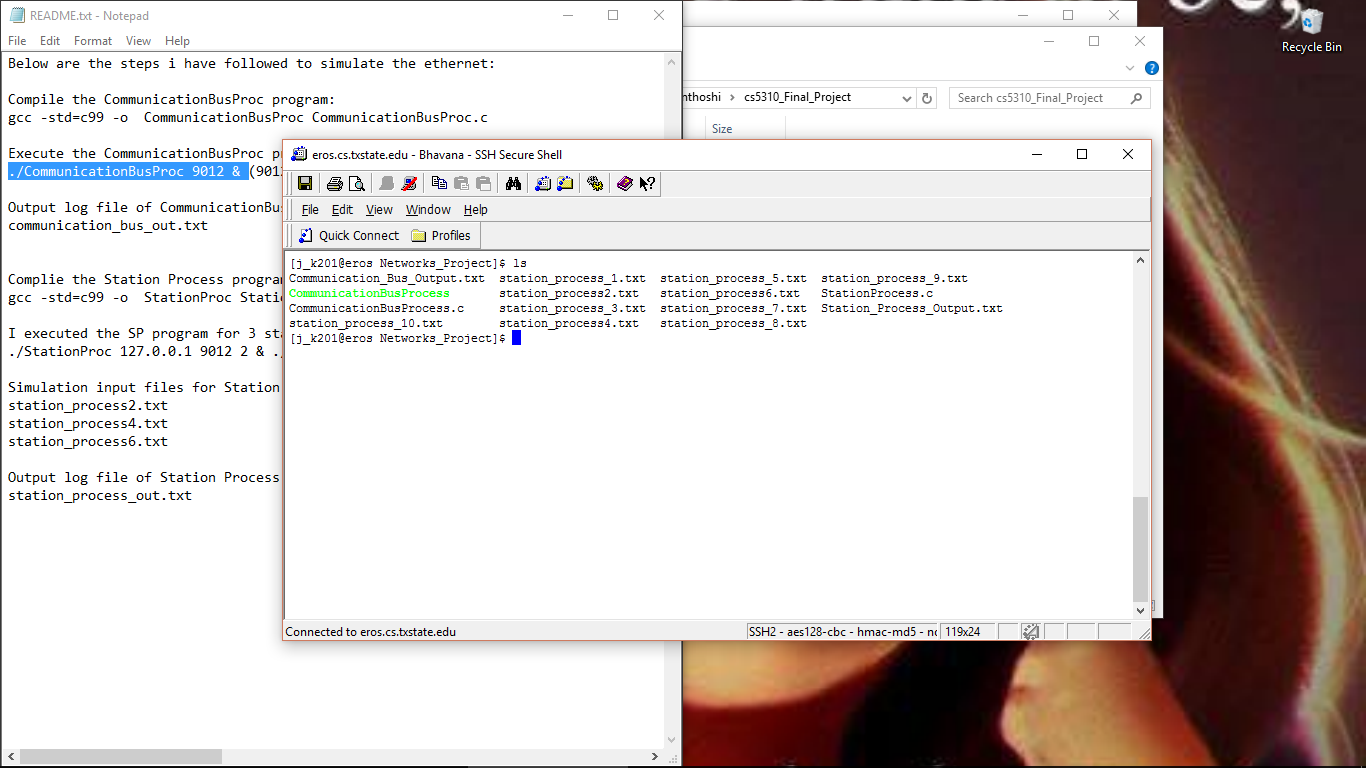 README.txt - Notepad
File Edit Format View Help
Below are the steps i have followed to simulate the ethernet:
Compile the CommunicationBusProc program:
gcc -std=c99 -o  CommunicationBusProc CommunicationBusProc.c
Execute the CommunicationBusProc
./CommunicationBusProc 9012 & (901
Output log file of
communication_bus_out.txt
Complie the Station Process
gcc -std=c99 -o  StationProc
I executed the SP program for 3
./StationProc 127.0.0.1 9012 2 &
Simulation input files for Station
station_process2.txt
station_process4.txt
station_process6.txt
Output log file of Station Process
station_process_out.txt
Recycle Bin
nthoshi > cs5310_Final_Project
Search cs5310_Final_Project
Size
eros.cs.txstate.edu - Bhavana - SSH Secure Shell
File Edit View Window Help
Quick Connect Profiles
[j_k201@eros Networks_Project]$ ls
Communication_Bus_Output.txt station_process_1.txt station_process_5.txt station_process_9.txt
CommunicationBusProcess station_process2.txt station_process6.txt StationProcess.c
CommunicationBusProcess.c station_process_3.txt station_process_7.txt Station_Process_Output.txt
station_process_10.txt station_process4.txt station_process_8.txt
[j_k201@eros Networks_Project]$
Connected to eros.cs.txstate.edu
SSH2 - aes128-cbc - hmac-md5 - nc 119x24